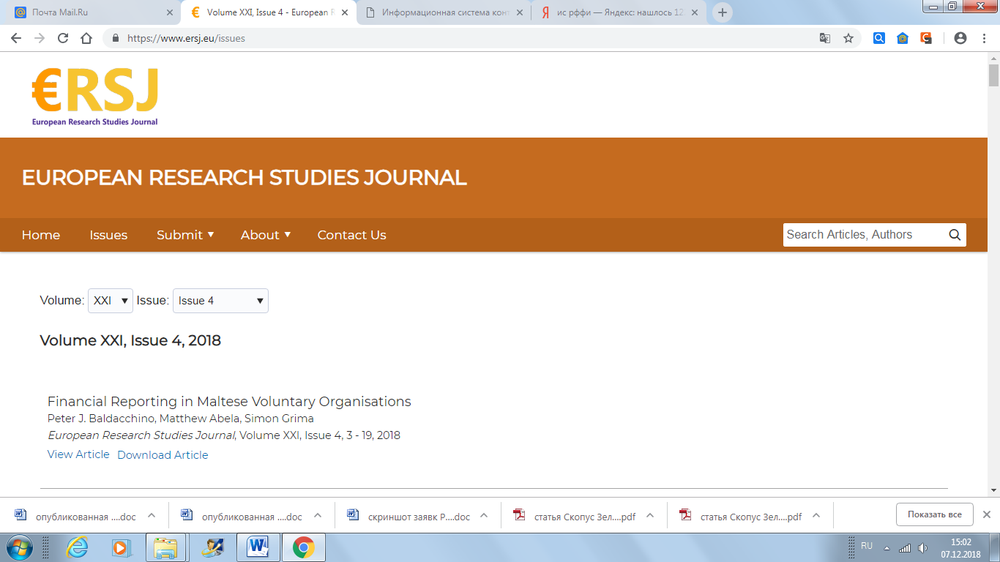 Почта Mail.Ru
Volume XXI, Issue 4 - European R
Информационная система кон
ис рффи — Яндекс: нашлось 12
https://www.ersj.eu/issues
€RSJ
European Research Studies Journal
EUROPEAN RESEARCH STUDIES JOURNAL
Home Issues Submit About Contact Us Search Articles, Authors
Volume: XXI Issue: Issue 4
Volume XXI, Issue 4, 2018
Financial Reporting in Maltese Voluntary Organisations
Peter J. Baldacchino, Matthew Abela, Simon Grima
European Research Studies Journal, Volume XXI, Issue 4, 3 - 19, 2018
View Article Download Article
опубликованная ....doc опубликованная ....doc скриншот заявк Р....doc статья Скопус Зел....pdf статья Скопус Зел....pdf Показать все
RU 15:02
07.12.2018